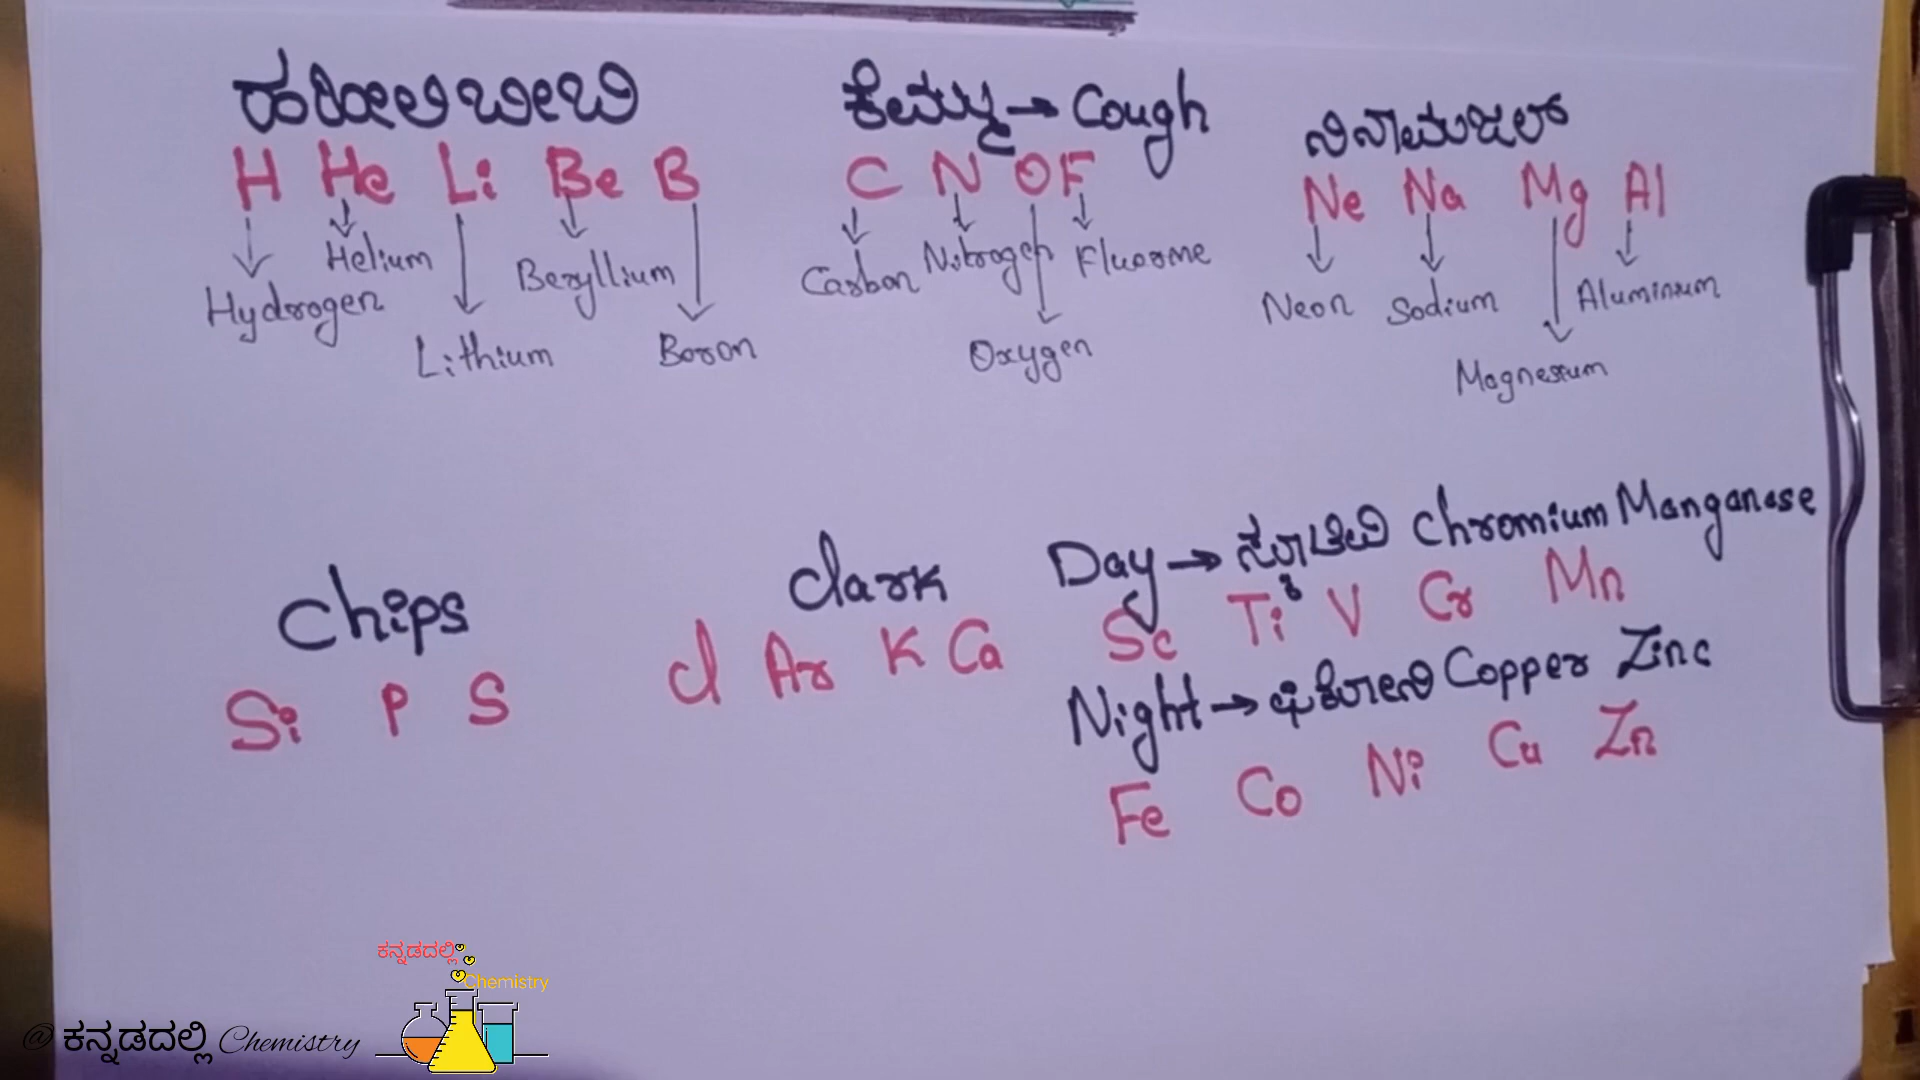 ಹಹೀಲಿಬೀಬಿ
H He Li Be B
Helium
Beryllium
Hydrogen
Lithium
Boron
ಕೆಮ್ಮು → Cough
C N O F
Carbon Nitrogen Fluorine
Oxygen
ನಿನಾಮಜಲ್
Ne Na Mg Al
Neon Sodium Aluminium
Magnesium
Chips
Si P S
Clark
Cl Ar K Ca
Day → Chromium Manganese
Sc Ti V Cr Mn
Night → Copper Zinc
Fe Co Ni Cu Zn
ಕನ್ನಡದಲ್ಲಿ
Chemistry
@ ಕನ್ನಡದಲ್ಲಿ Chemistry